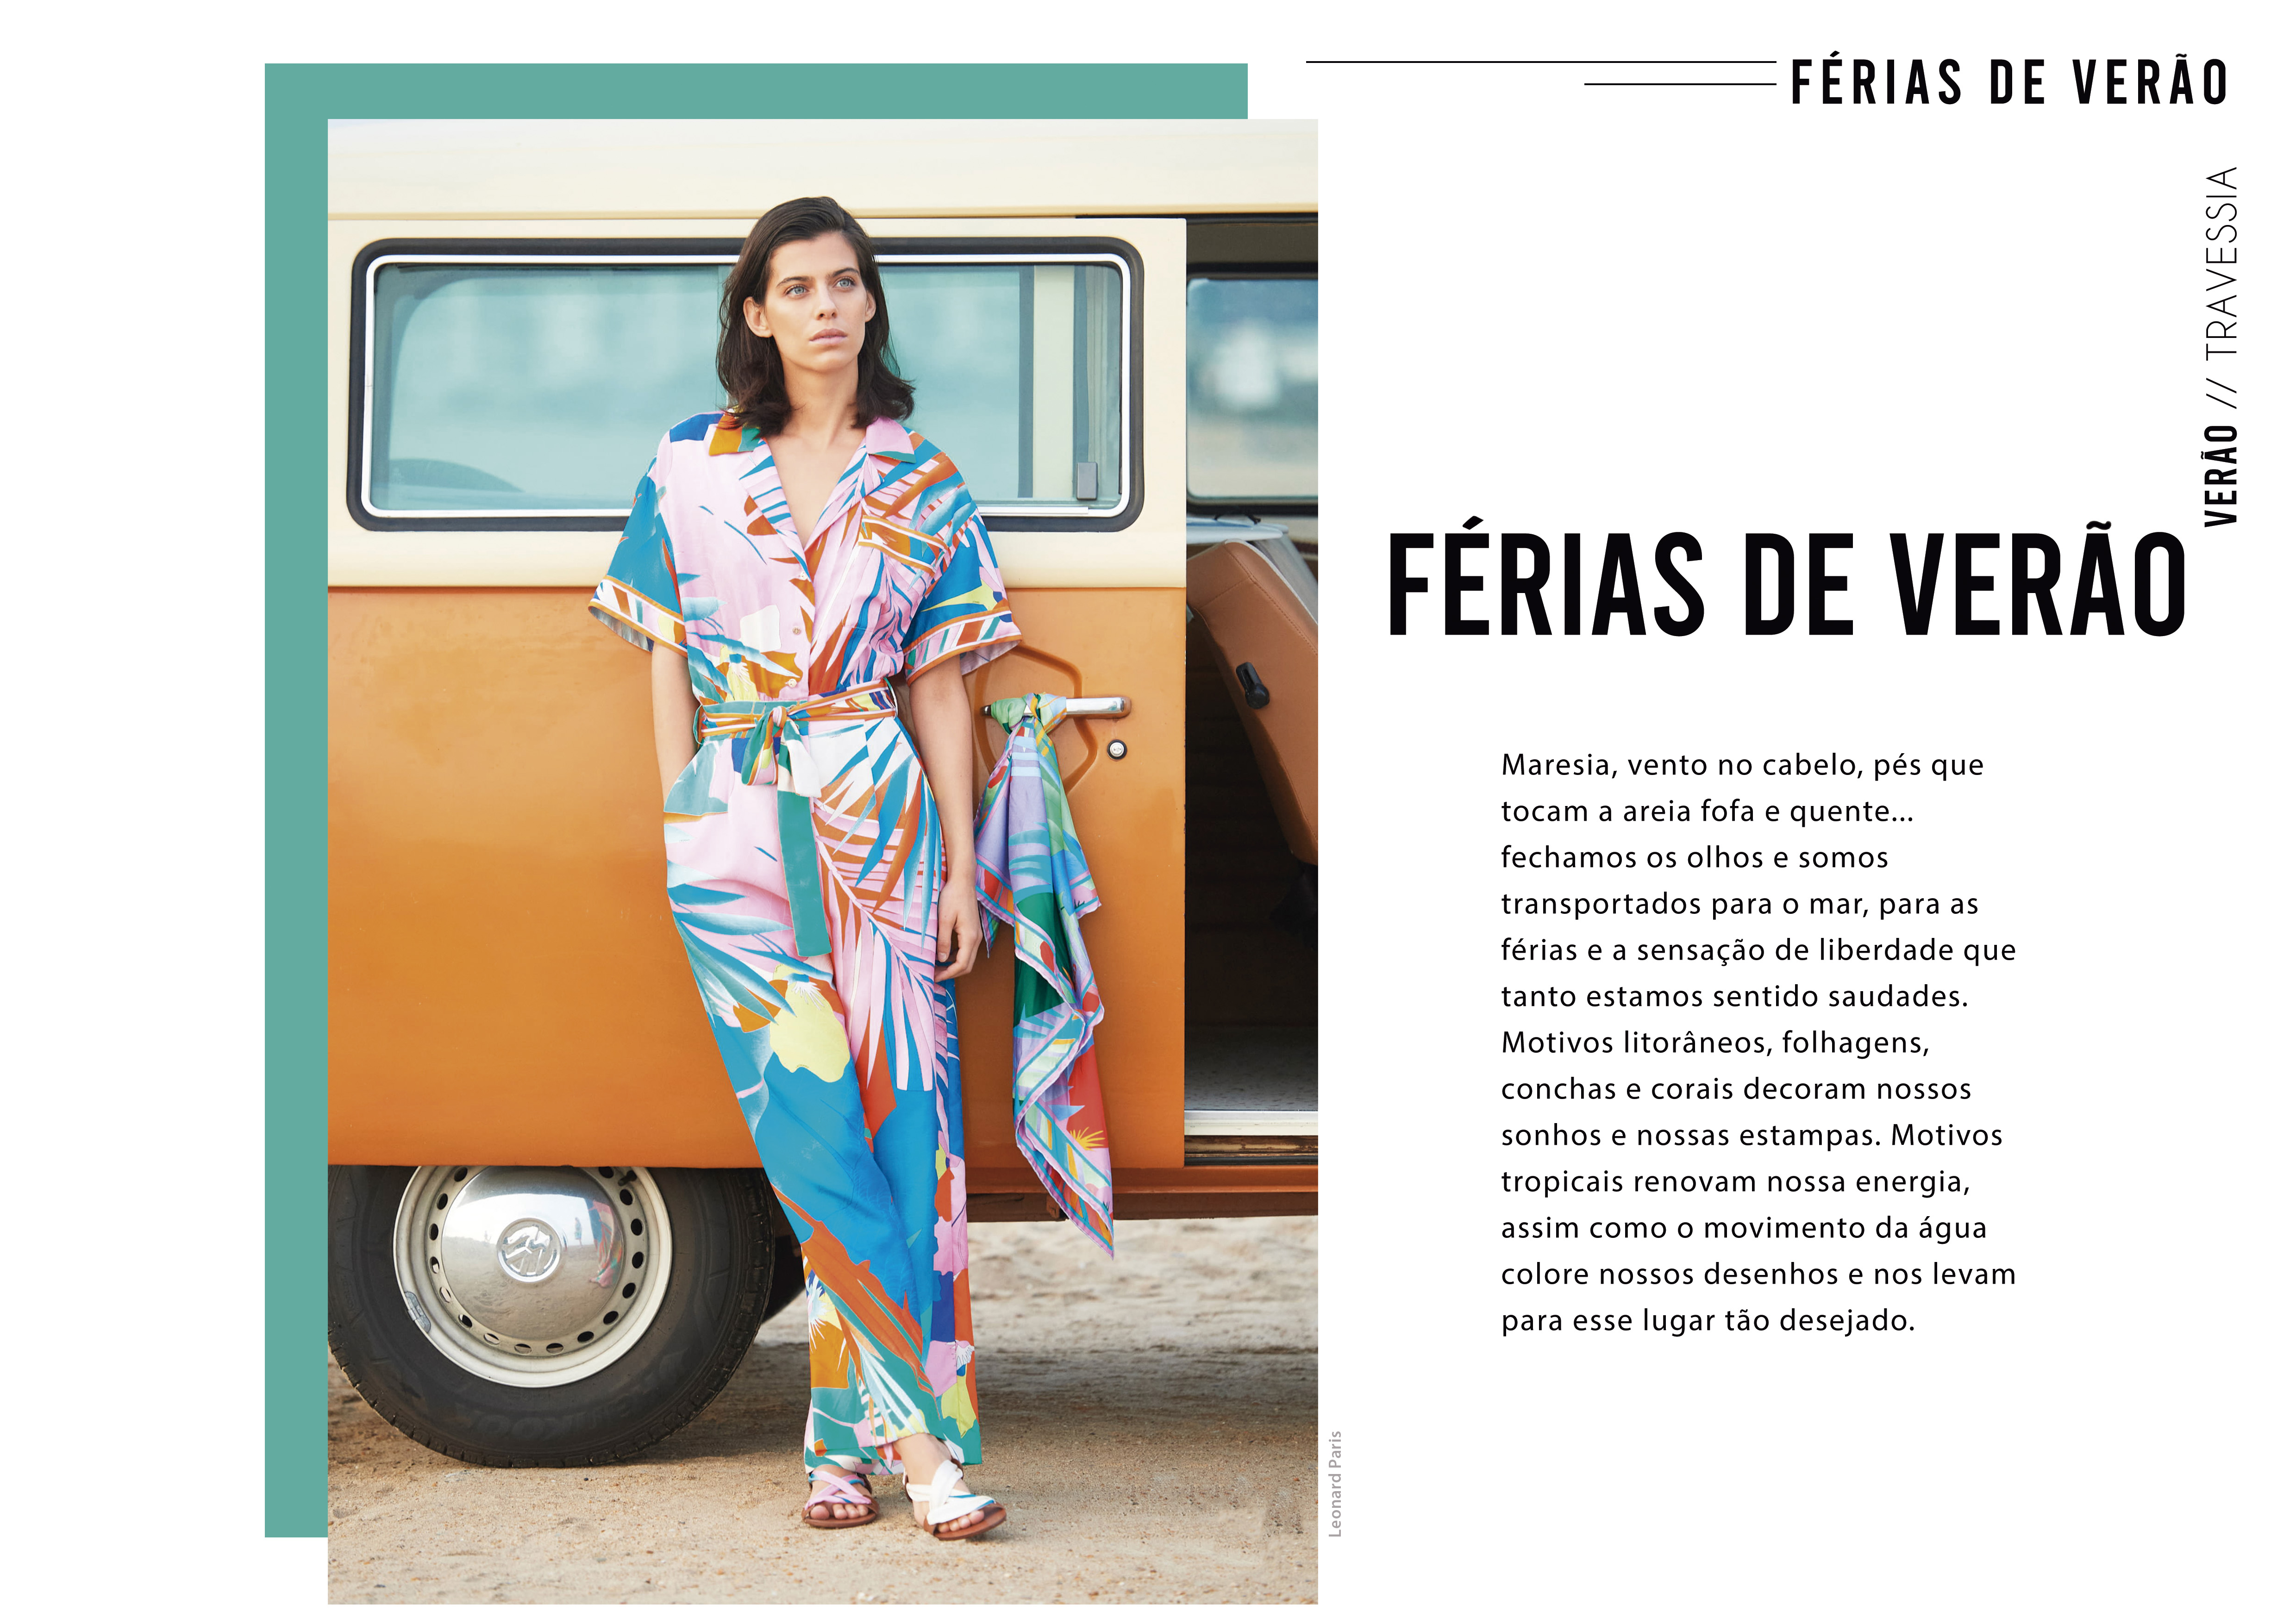 FÉRIAS DE VERÃO
VERÃO // TRAVESSIA
FÉRIAS DE VERÃO
Maresia, vento no cabelo, pés que
tocam a areia fofa e quente...
fechamos os olhos e somos
transportados para o mar, para as
férias e a sensação de liberdade que
tanto estamos sentido saudades.
Motivos litorâneos, folhagens,
conchas e corais decoram nossos
sonhos e nossas estampas. Motivos
tropicais renovam nossa energia,
assim como o movimento da água
colore nossos desenhos e nos levam
para esse lugar tão desejado.
Leonard Paris